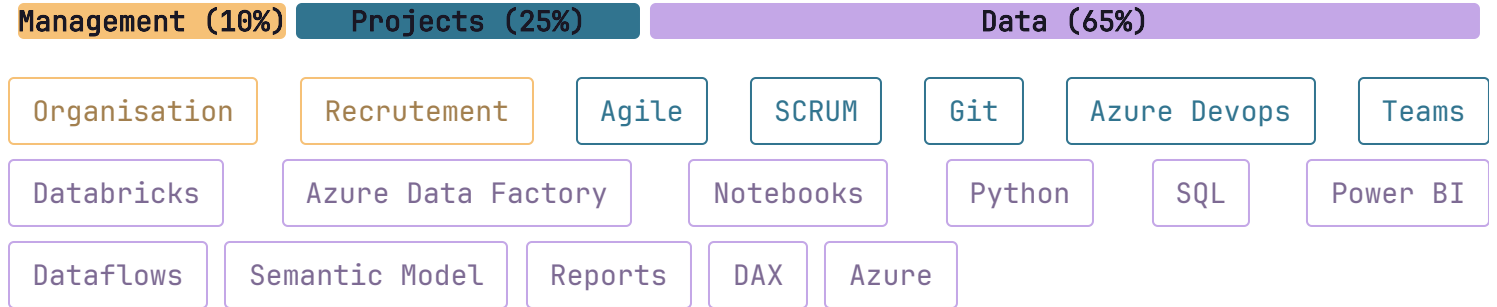 Management (10%) Projects (25%) Data (65%)
Organisation Recrutement Agile SCRUM Git Azure Devops Teams
Databricks Azure Data Factory Notebooks Python SQL Power BI
Dataflows Semantic Model Reports DAX Azure